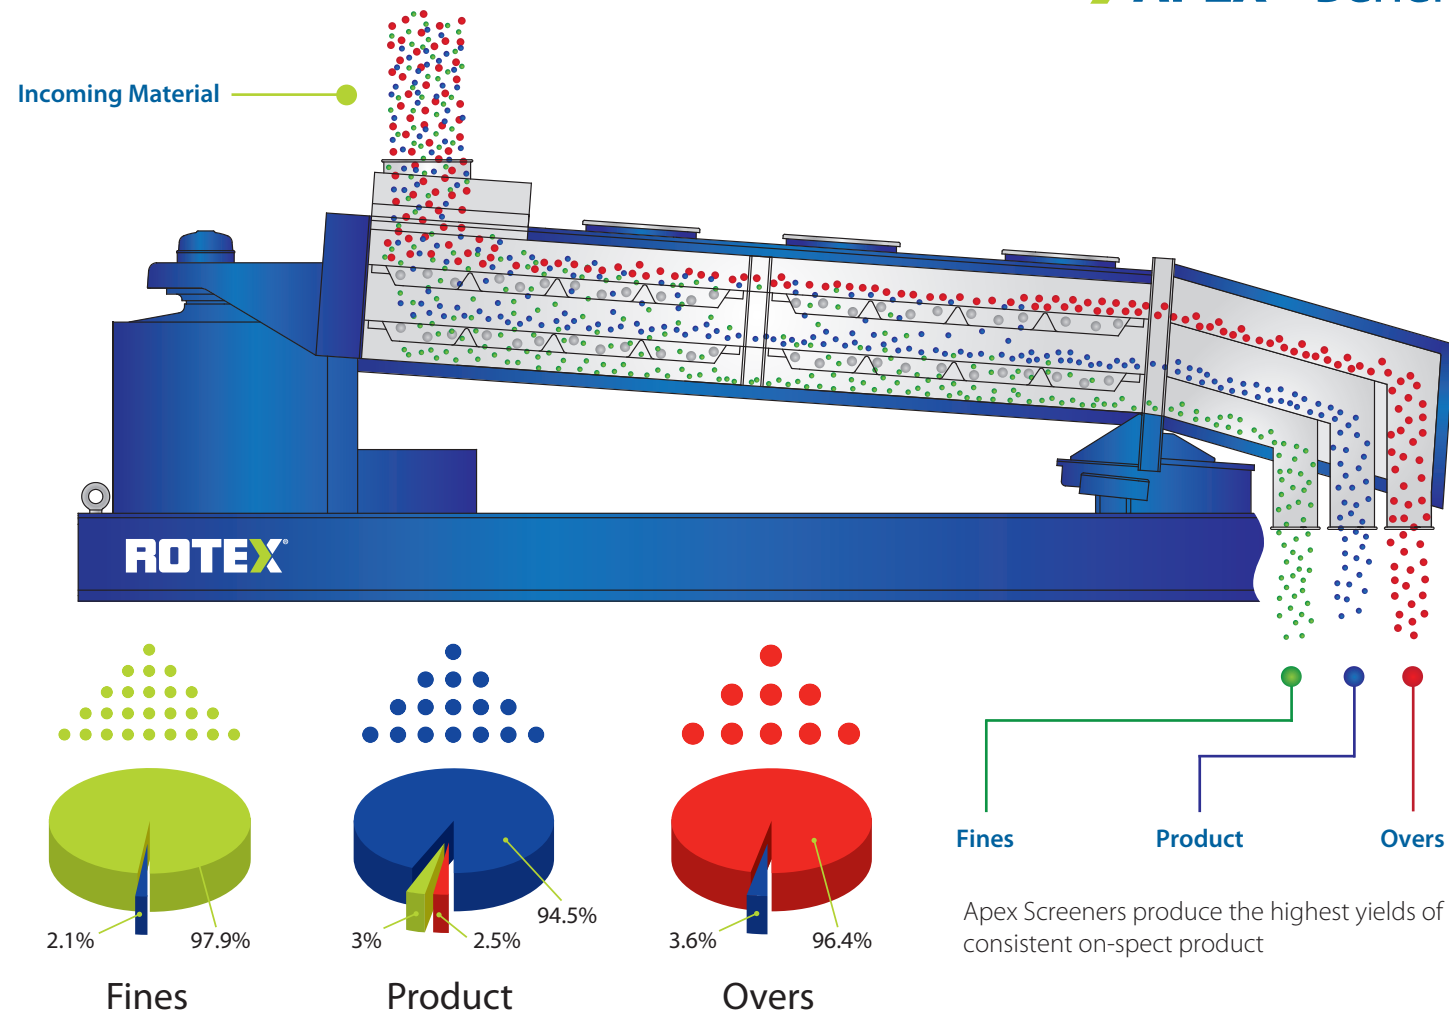 Incoming Material
ROTEX®
2.1%
97.9%
Fines
3%
2.5%
94.5%
Product
3.6%
96.4%
Overs
Fines
Product
Overs
Apex Screeners produce the highest yields of
consistent on-spect product